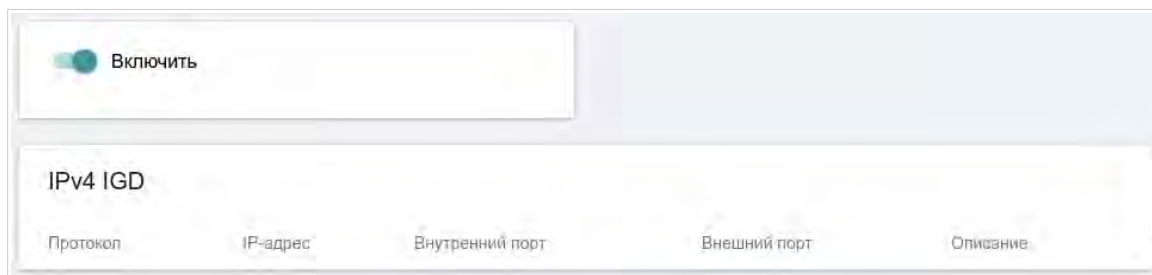 Включить
IPv4 IGD
Протокол IP-адрес Внутренний порт Внешний порт Описание